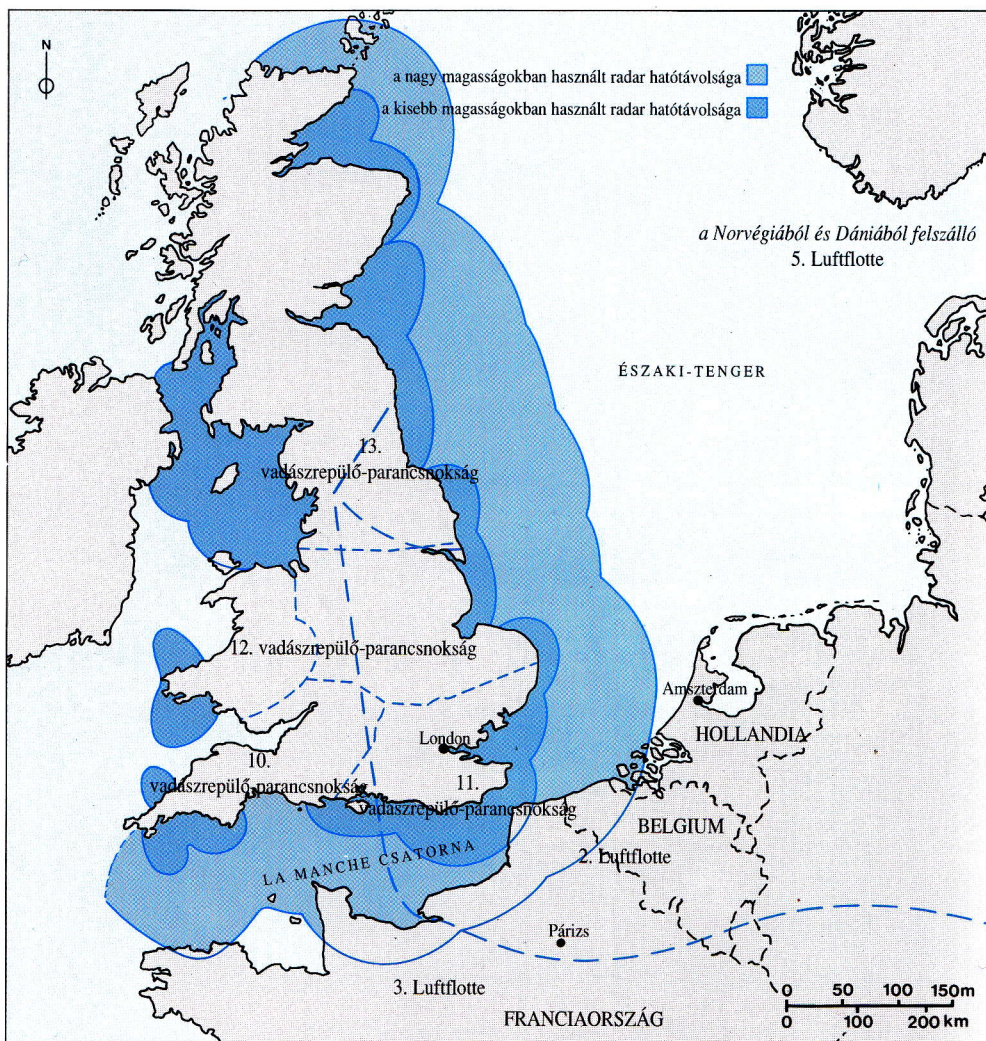 N
a nagy magasságokban használt radar hatótávolsága
a kisebb magasságokban használt radar hatótávolsága
a Norvégiából és Dániából felszálló
5. Luftflotte
ÉSZAKI-TENGER
13.
vadászrepülő-parancsnokság
12. vadászrepülő-parancsnokság
Amszterdam
HOLLANDIA
London
10.
vadászrepülő-parancsnokság
11.
vadászrepülő-parancsnokság
BELGIUM
LA MANCHE CSATORNA
2. Luftflotte
Párizs
3. Luftflotte
FRANCIAORSZÁG
0 50 100 150m
0 100 200 km